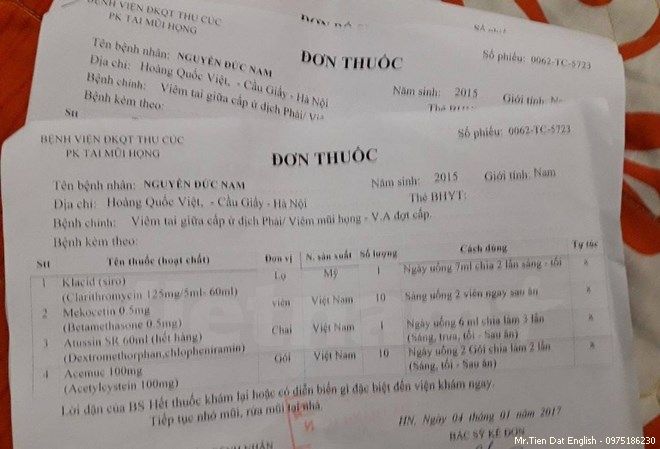 BỆNH VIỆN ĐKQT THU CÚC
PK TAI MŨI HỌNG
Số phiếu: 0062-TC-5723
ĐƠN THUỐC
Tên bệnh nhân: NGUYỄN ĐỨC NAM
Năm sinh: 2015
Địa chỉ: Hoàng Quốc Việt, - Cầu Giấy - Hà Nội
Bệnh chính: Viêm tai giữa cấp ứ dịch Phải/
Bệnh kèm theo:
Stt
BỆNH VIỆN ĐKQT THU CÚC
PK TAI MŨI HỌNG
Số phiếu: 0062-TC-5723
ĐƠN THUỐC
Tên bệnh nhân: NGUYỄN ĐỨC NAM Năm sinh: 2015 Giới tính: Nam
Địa chỉ: Hoàng Quốc Việt, - Cầu Giấy - Hà Nội Thẻ BHYT:
Bệnh chính: Viêm tai giữa cấp ứ dịch Phải/ Viêm mũi họng - V.A đợt cấp.
Bệnh kèm theo:
Stt Tên thuốc (hoạt chất) Đơn vị N. sản xuất Số lượng Cách dùng Tự túc
1 Klacid (siro) Lọ Mỹ 1 Ngày uống 7ml chia 2 lần sáng - tối
(Clarithromycin 125mg/5ml- 60ml)
2 Mekocetin 0.5mg viên Việt Nam 10 Sáng uống 2 viên ngay sau ăn
(Betamethasone 0.5mg)
3 Atussin SR 60ml (hết hàng) Chai Việt Nam 1 Ngày uống 6 ml chia làm 3 lần
(Dextromethorphan,chlopheniramin) (Sáng, trưa, tối - Sau ăn)
4 Acemuc 100mg Gói Việt Nam 10 Ngày uống 2 Gói chia làm 2 lần
(Acetylcystein 100mg) (Sáng, tối - Sau ăn)
Lời dặn của BS Hết thuốc khám lại hoặc có diễn biến gì đặc biệt đến viện khám ngay.
Tiếp tục nhỏ mũi, rửa mũi tại nhà.
HN, Ngày 04 tháng 01 năm 2017
BÁC SỸ KÊ ĐƠN
Mr.Tien Dat English - 0975186230